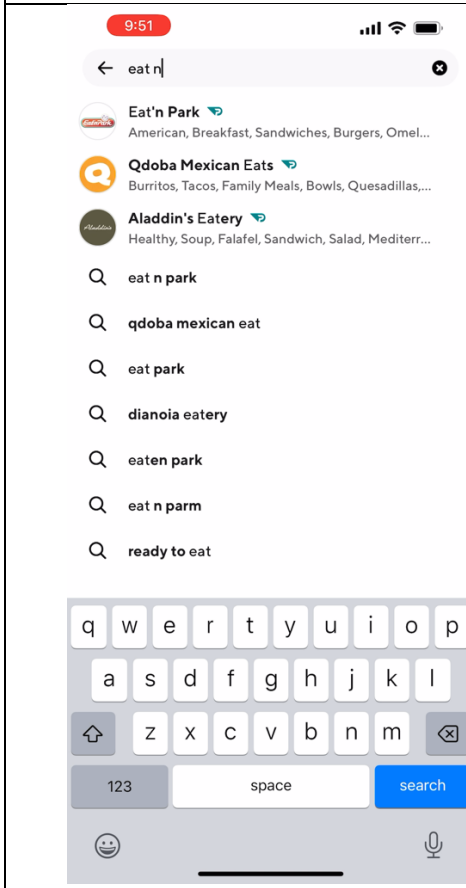 9:51
eat n
Eat'n Park
American, Breakfast, Sandwiches, Burgers, Omel...
Qdoba Mexican Eats
Burritos, Tacos, Family Meals, Bowls, Quesadillas,...
Aladdin's Eatery
Healthy, Soup, Falafel, Sandwich, Salad, Mediterr...
eat n park
qdoba mexican eat
eat park
dianoia eatery
eaten park
eat n parm
ready to eat
q w e r t y u i o p
a s d f g h j k l
z x c v b n m
123 space search